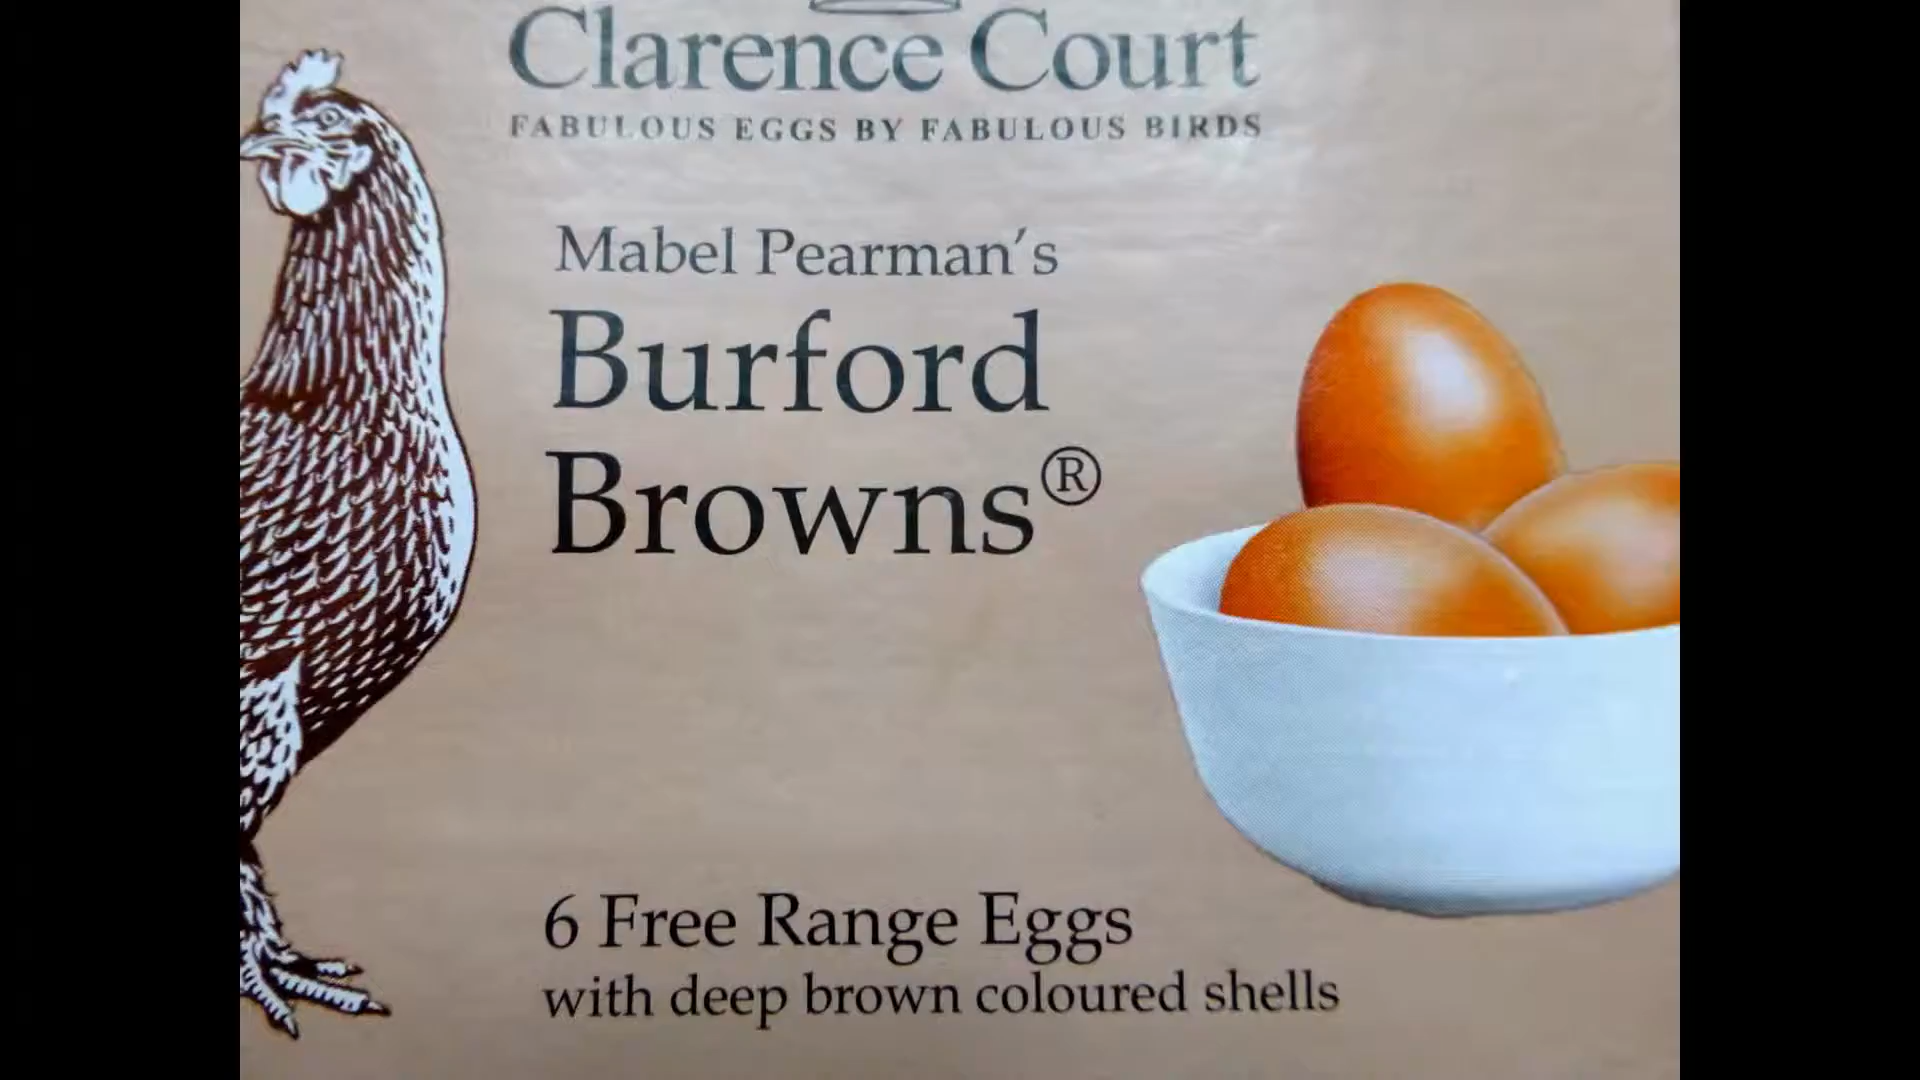 Clarence Court
FABULOUS EGGS BY FABULOUS BIRDS
Mabel Pearman's
Burford
Browns®
6 Free Range Eggs
with deep brown coloured shells